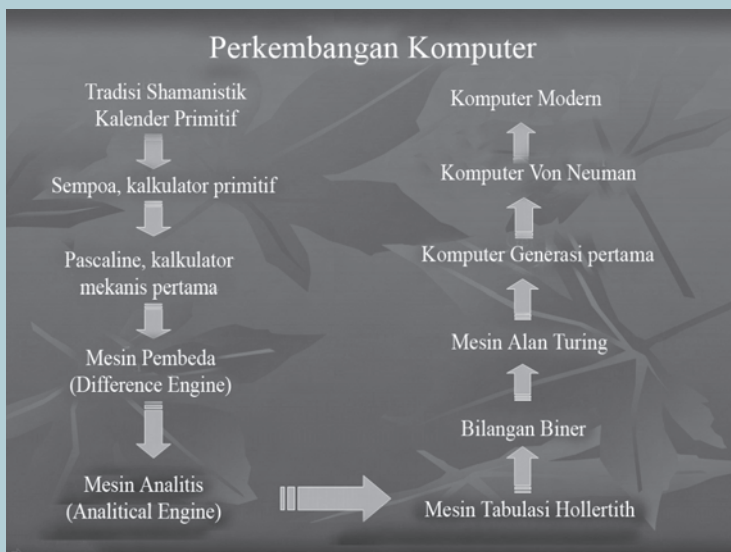 Perkembangan Komputer
Tradisi Shamanistik
Kalender Primitif
Sempoa, kalkulator primitif
Pascaline, kalkulator
mekanis pertama
Mesin Pembeda
(Difference Engine)
Mesin Analitis
(Analitical Engine)
Mesin Tabulasi Hollertith
Bilangan Biner
Mesin Alan Turing
Komputer Generasi pertama
Komputer Von Neuman
Komputer Modern